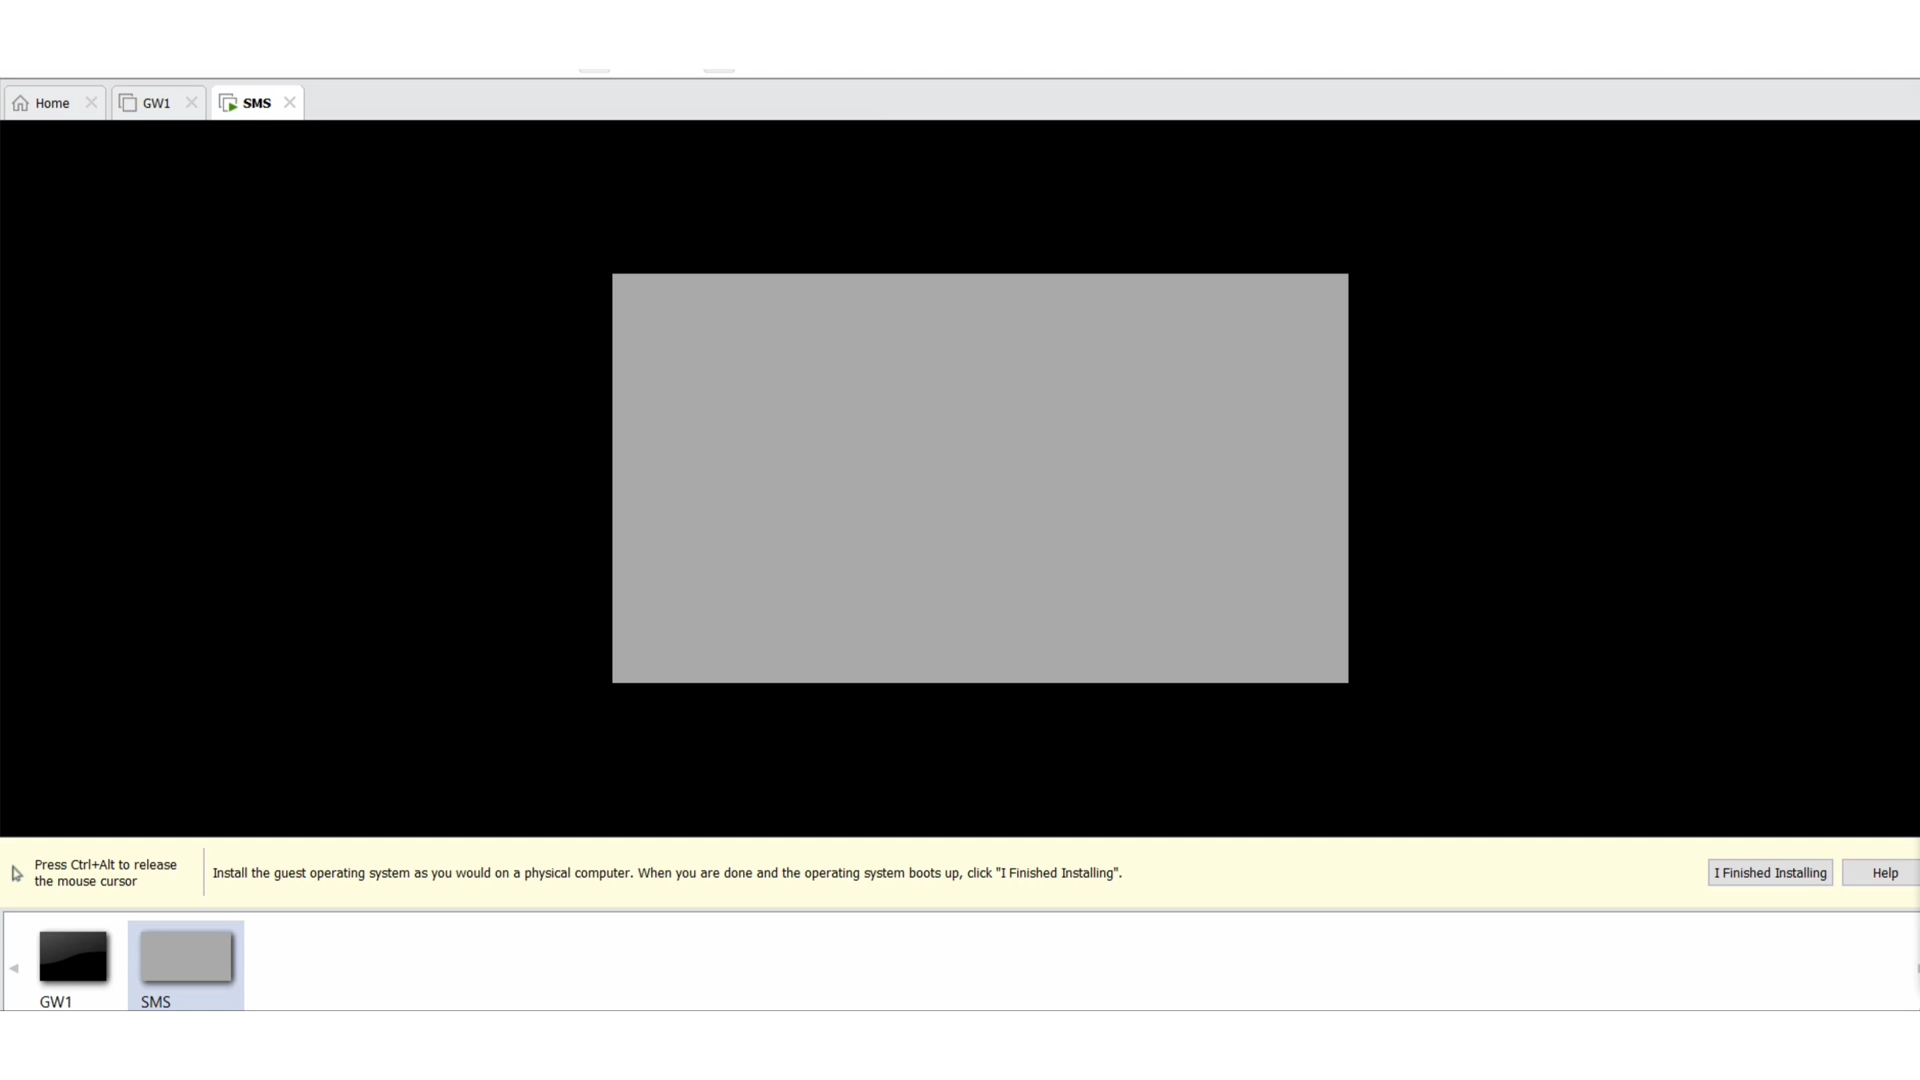 Home GW1 SMS
Press Ctrl+Alt to release
the mouse cursor
Install the guest operating system as you would on a physical computer. When you are done and the operating system boots up, click "I Finished Installing".
I Finished Installing Help
GW1 SMS